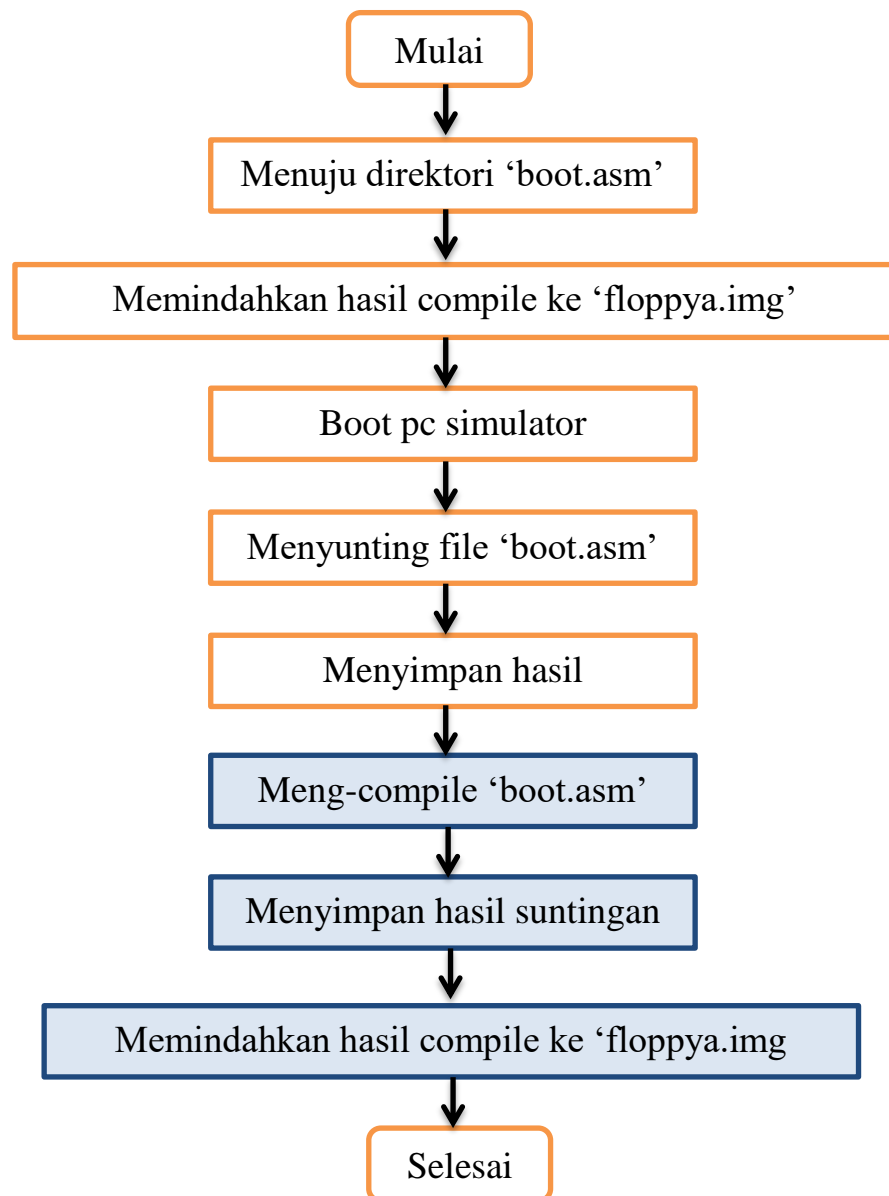 Mulai
Menuju direktori ‘boot.asm’
Memindahkan hasil compile ke ‘floppya.img’
Boot pc simulator
Menyunting file ‘boot.asm’
Menyimpan hasil
Meng-compile ‘boot.asm’
Menyimpan hasil suntingan
Memindahkan hasil compile ke ‘floppya.img
Selesai